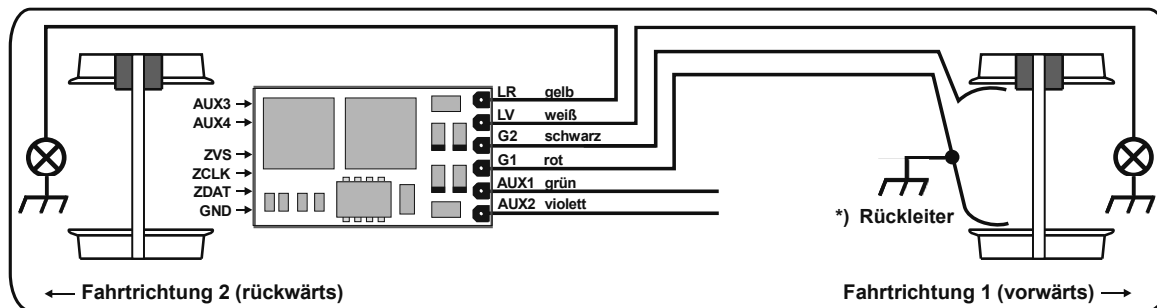 LR gelb
AUX3
LV weiß
AUX4
G2 schwarz
ZVS
G1 rot
ZCLK
AUX1 grün
ZDAT
AUX2 violett
GND
*) Rückleiter
Fahrtrichtung 2 (rückwärts)
Fahrtrichtung 1 (vorwärts)